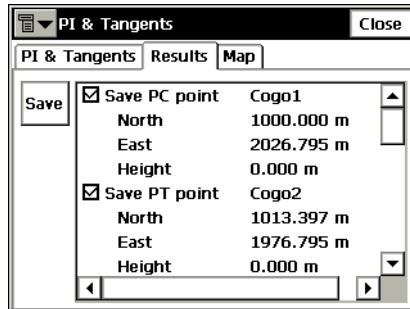 PI & Tangents Close
PI & Tangents Results Map
Save
Save PC point Cogo1
North 1000.000 m
East 2026.795 m
Height 0.000 m
Save PT point Cogo2
North 1013.397 m
East 1976.795 m
Height 0.000 m